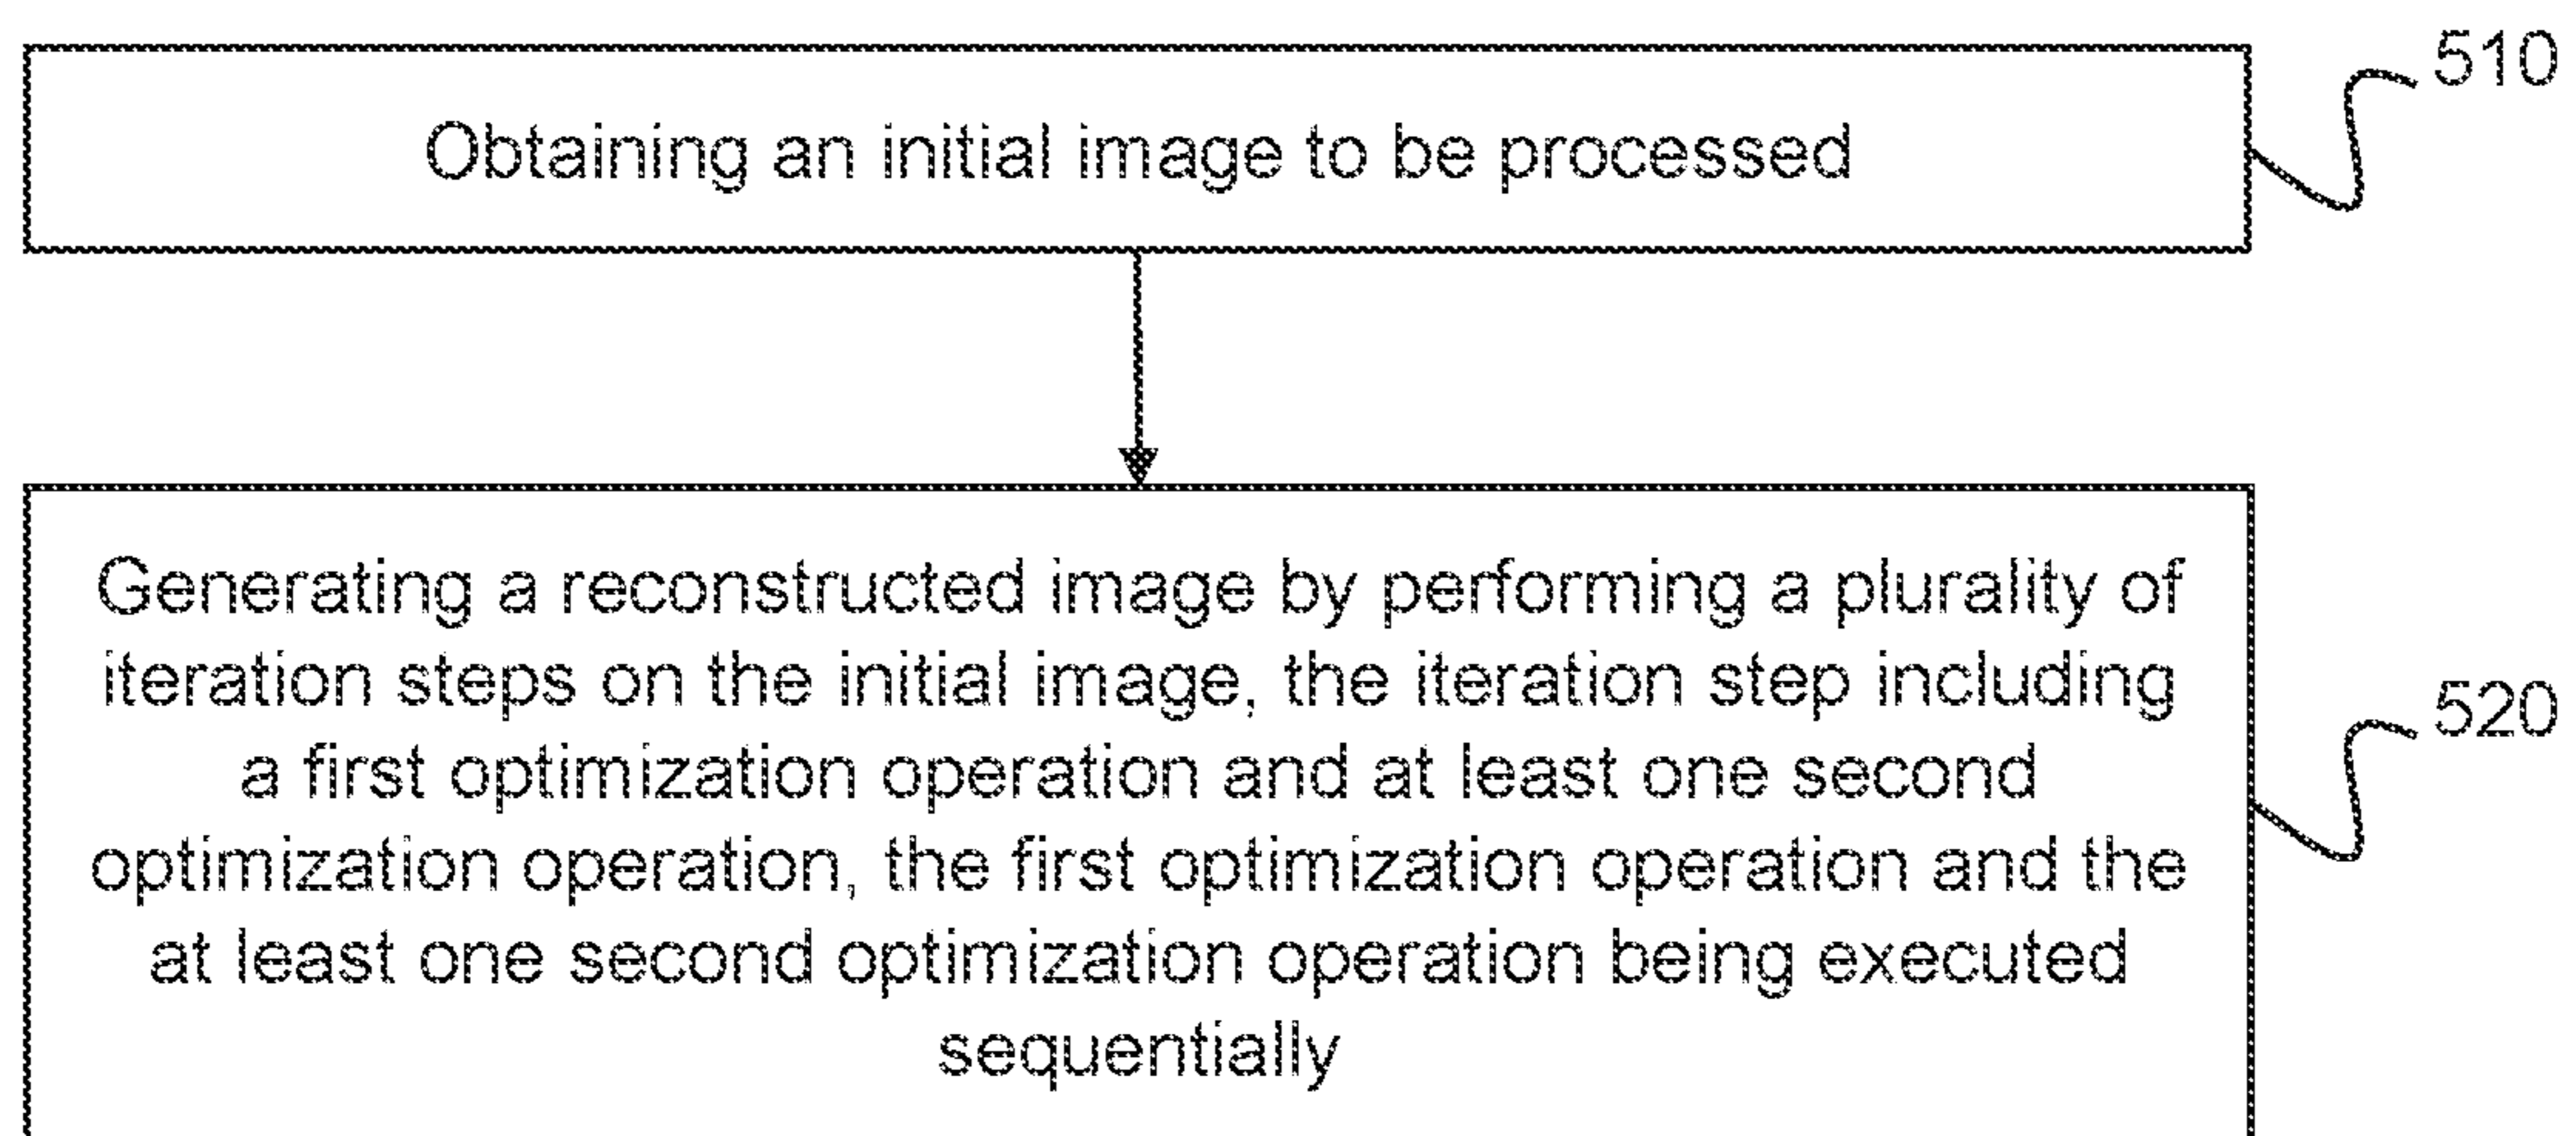 510
Obtaining an initial image to be processed
Generating a reconstructed image by performing a plurality of
iteration steps on the initial image, the iteration step including
a first optimization operation and at least one second
optimization operation, the first optimization operation and the
at least one second optimization operation being executed
sequentially
520